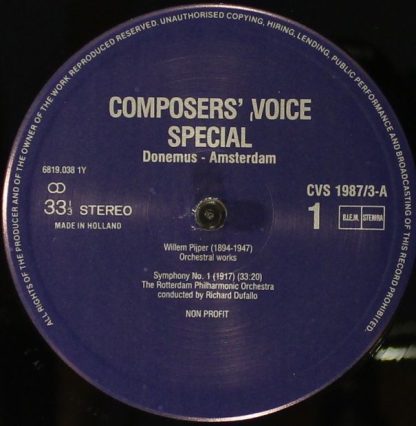 ALL RIGHTS OF THE PRODUCER AND OF THE OWNER OF THE WORK REPRODUCED RESERVED. UNAUTHORISED COPYING, HIRING, LENDING, PUBLIC PERFORMANCE AND BROADCASTING OF THIS RECORD PROHIBITED.
COMPOSERS' VOICE
SPECIAL
Donemus - Amsterdam
6819.038 1Y
33 1/3 STEREO
MADE IN HOLLAND
CVS 1987/3-A
1
B.I.E.M. STEMRA
Willem Pijper (1894-1947)
Orchestral works
Symphony No. 1 (1917) (33:20)
The Rotterdam Philharmonic Orchestra
conducted by Richard Dufallo
NON PROFIT